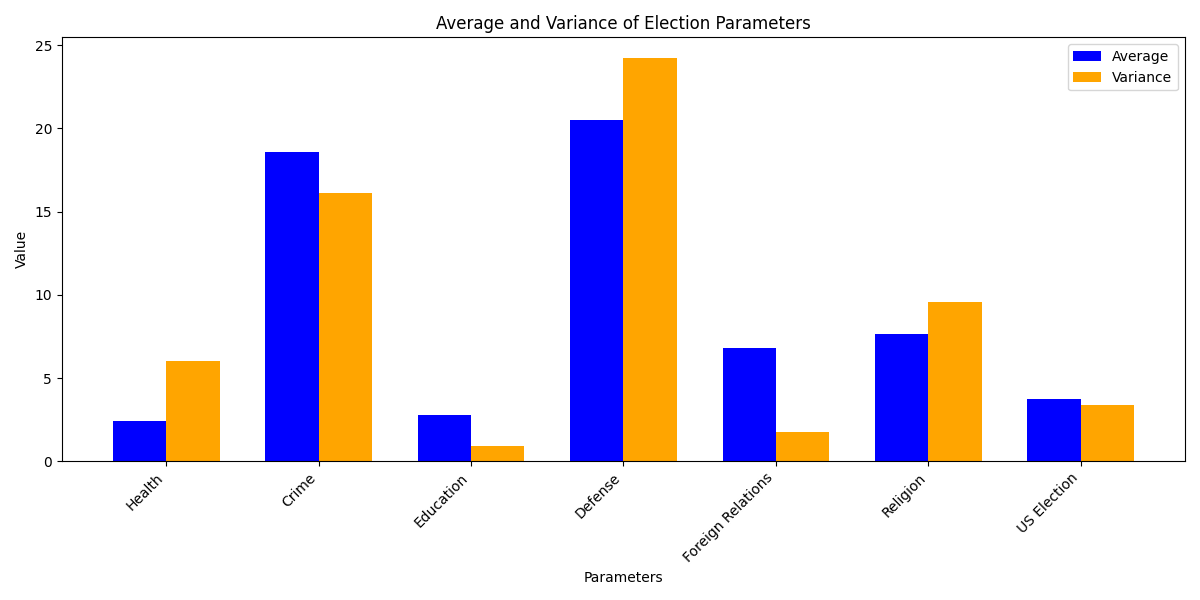 Average and Variance of Election Parameters
Average
Variance
Value
25
20
15
10
5
0
Health
Crime
Education
Defense
Foreign Relations
Religion
US Election
Parameters